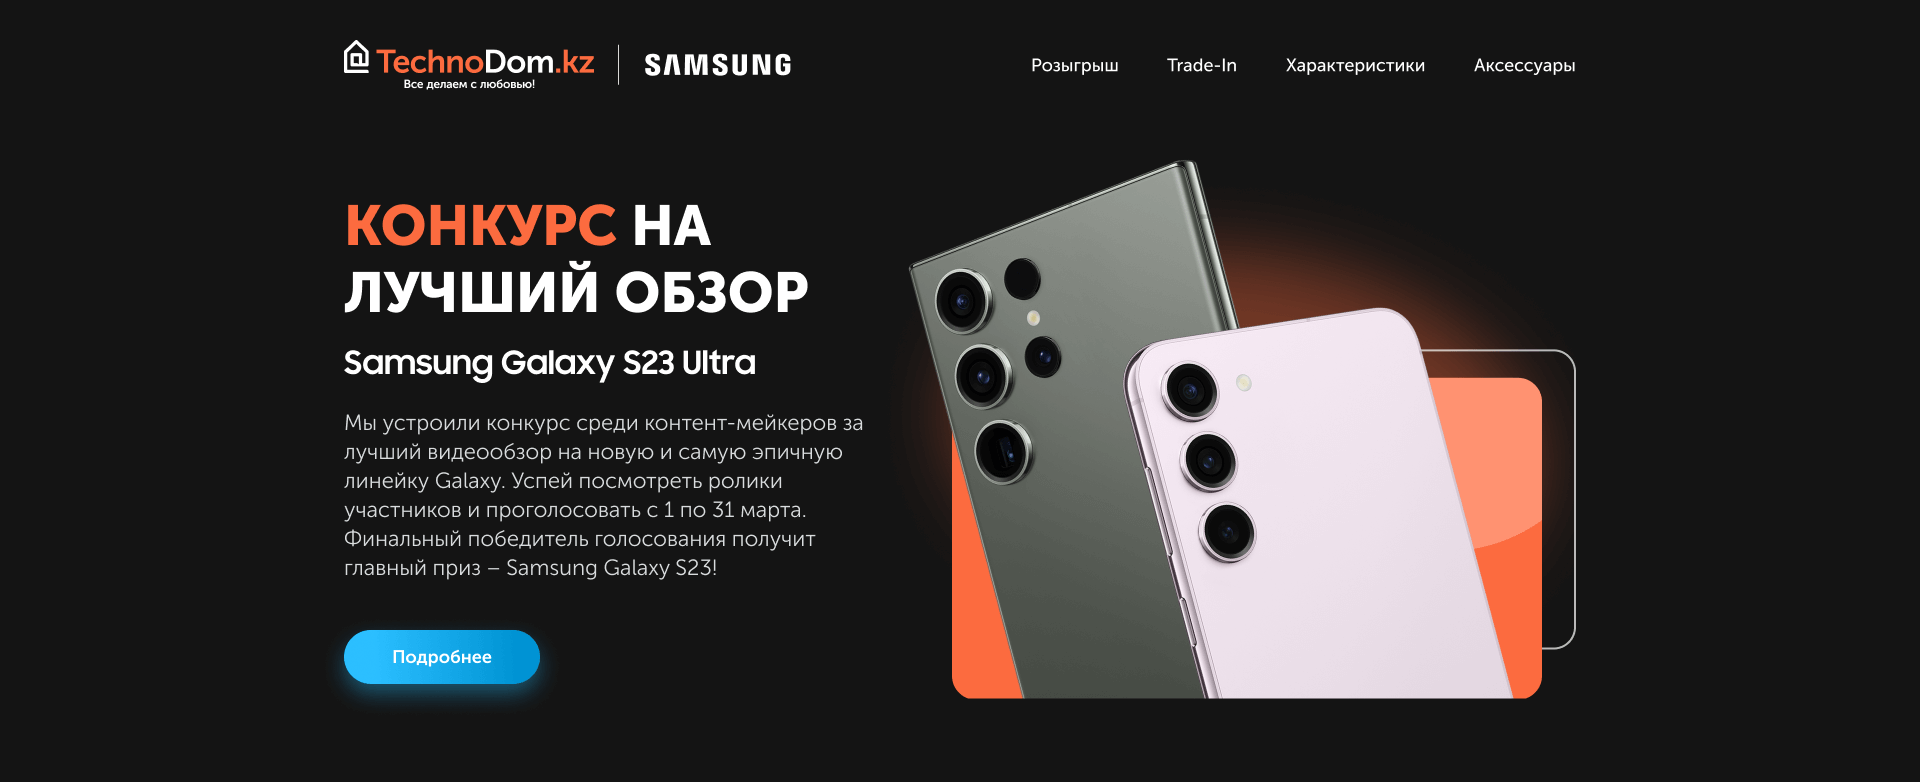 TechnoDom.kz
Все делаем с любовью!
SAMSUNG
Розыгрыш
Trade-In
Характеристики
Аксессуары
КОНКУРС НА
ЛУЧШИЙ ОБЗОР
Samsung Galaxy S23 Ultra
Мы устроили конкурс среди контент-мейкеров за
лучший видеообзор на новую и самую эпичную
линейку Galaxy. Успей посмотреть ролики
участников и проголосовать с 1 по 31 марта.
Финальный победитель голосования получит
главный приз – Samsung Galaxy S23!
Подробнее